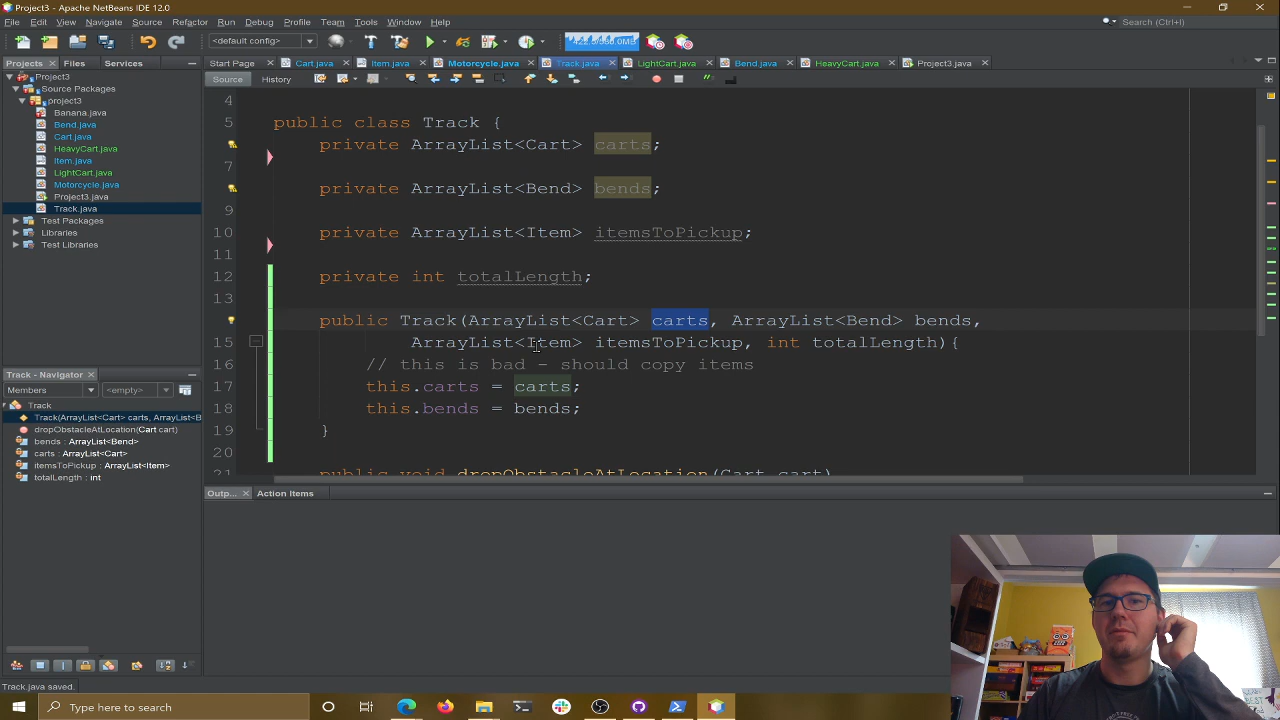 Project3 - Apache NetBeans IDE 12.0
File Edit View Navigate Source Refactor Run Debug Profile Team Tools Window Help
<default config>
Search (Ctrl+I)
Projects Files Services
Start Page Cart.java Item.java Motorcycle.java Track.java LightCart.java Bend.java HeavyCart.java Project3.java
Source History
Project3
Source Packages
project3
Banana.java
Bend.java
Cart.java
HeavyCart.java
Item.java
LightCart.java
Motorcycle.java
Project3.java
Track.java
Test Packages
Libraries
Test Libraries
4
5 public class Track {
private ArrayList<Cart> carts;
7
private ArrayList<Bend> bends;
9
10 private ArrayList<Item> itemsToPickup;
11
12 private int totalLength;
13
public Track(ArrayList<Cart> carts, ArrayList<Bend> bends,
15 ArrayList<Item> itemsToPickup, int totalLength){
16 // this is bad - should copy items
17 this.carts = carts;
18 this.bends = bends;
19 }
20
21 public void dropObstacleAtLocation(Cart cart)
Track.java - Navigator
Members <empty>
Track
Track(ArrayList<Cart> carts, ArrayList<B
dropObstacleAtLocation(Cart cart)
bends : ArrayList<Bend>
carts : ArrayList<Cart>
itemsToPickup : ArrayList<Item>
totalLength : int
Outp... Action Items
Track.java saved.
Type here to search